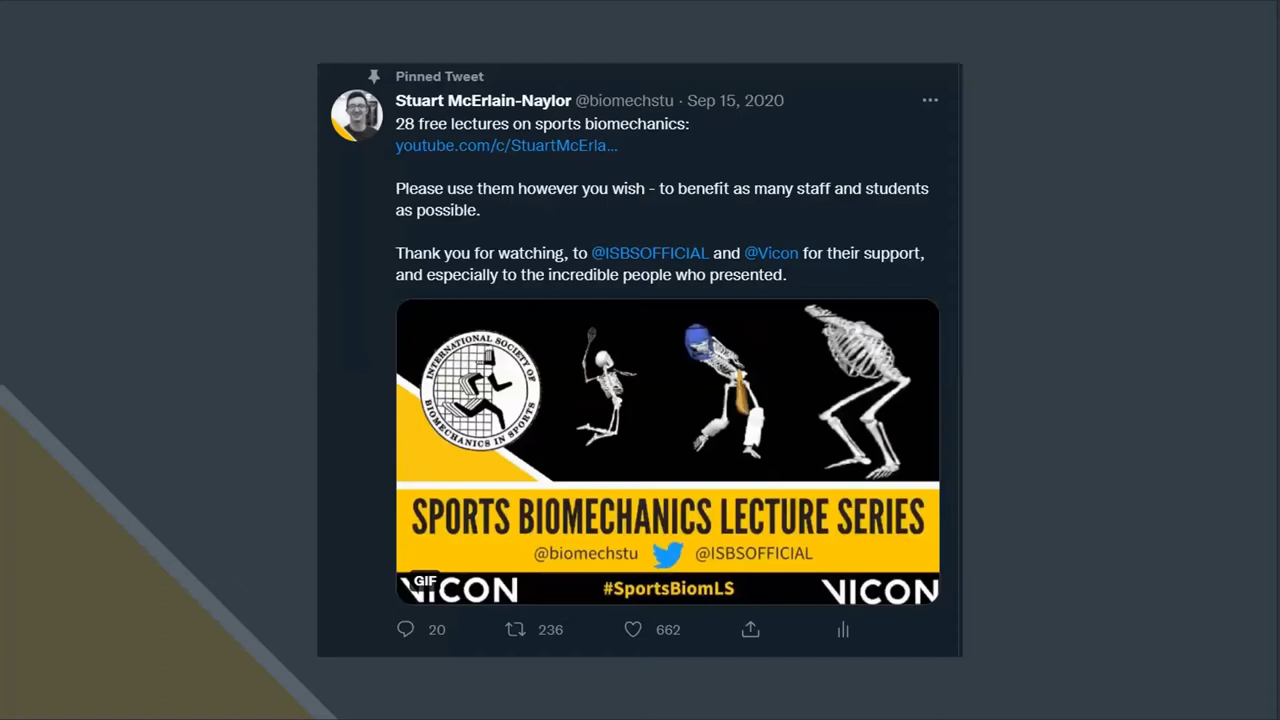 Pinned Tweet
Stuart McErlain-Naylor @biomechstu · Sep 15, 2020
28 free lectures on sports biomechanics:
youtube.com/c/StuartMcErla...
Please use them however you wish - to benefit as many staff and students
as possible.
Thank you for watching, to @ISBSOFFICIAL and @Vicon for their support,
and especially to the incredible people who presented.
INTERNATIONAL SOCIETY OF
BIOMECHANICS IN SPORTS
SPORTS BIOMECHANICS LECTURE SERIES
@biomechstu @ISBSOFFICIAL
GIF
VICON #SportsBiomLS VICON
20 236 662